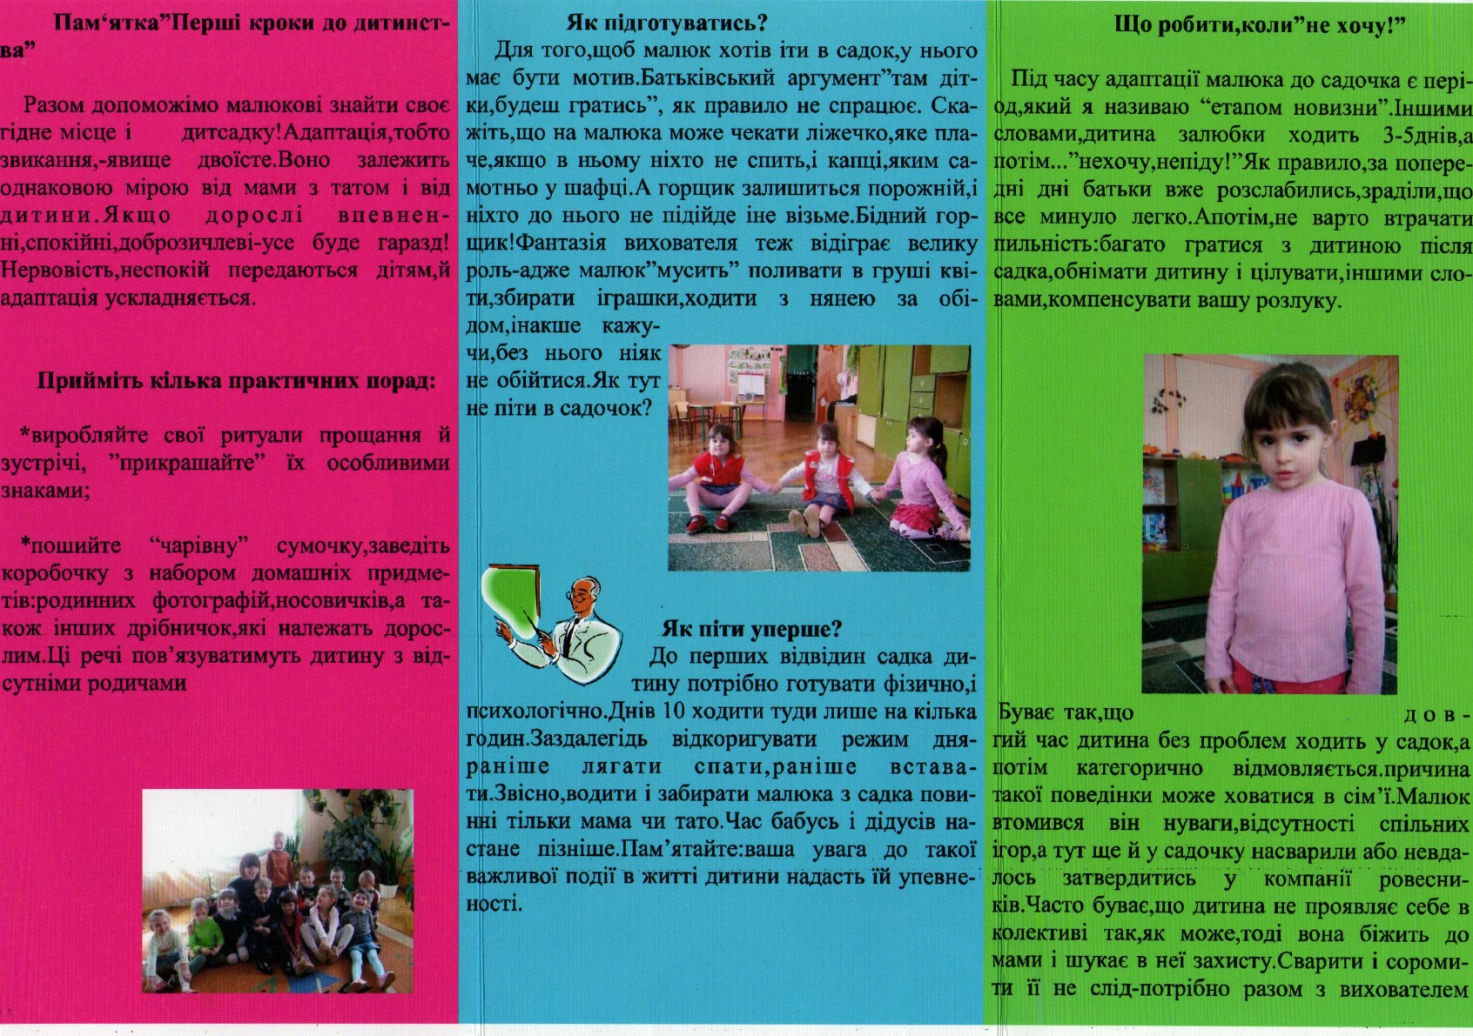 Пам‘ятка”Перші кроки до дитинст-
ва”
Разом допоможімо малюкові знайти своє
гідне місце і дитсадку!Адаптація,тобто
звикання,-явище двоїсте.Воно залежить
однаковою мірою від мами з татом і від
дитини.Якщо дорослі впевнен-
ні,спокійні,доброзичлеві-усе буде гаразд!
Нервовість,неспокій передаються дітям,й
адаптація ускладняється.
Прийміть кілька практичних порад:
*виробляйте свої ритуали прощання й
зустрічі, ”прикрашайте” їх особливими
знаками;
*пошийте “чарівну” сумочку,заведіть
коробочку з набором домашніх придме-
тів:родинних фотографій,носовичків,а та-
кож інших дрібничок,які належать дорос-
лим.Ці речі пов’язуватимуть дитину з від-
сутніми родичами
Як підготуватись?
Для того,щоб малюк хотів іти в садок,у нього
має бути мотив.Батьківський аргумент”там діт-
ки,будеш гратись”, як правило не спрацює. Ска-
жіть,що на малюка може чекати ліжечко,яке пла-
че,якщо в ньому ніхто не спить,і капці,яким са-
мотньо у шафці.А горщик залишиться порожній,і
ніхто до нього не підійде іне візьме.Бідний гор-
щик!Фантазія вихователя теж відіграє велику
роль-адже малюк”мусить” поливати в груші кві-
ти,збирати іграшки,ходити з нянею за обі-
дом,інакше кажу-
чи,без нього ніяк
не обійтися.Як тут
не піти в садочок?
Як піти уперше?
До перших відвідин садка ди-
тину потрібно готувати фізично,і
психологічно.Днів 10 ходити туди лише на кілька
годин.Заздалегідь відкоригувати режим дня-
раніше лягати спати,раніше встава-
ти.Звісно,водити і забирати малюка з садка пови-
нні тільки мама чи тато.Час бабусь і дідусів на-
стане пізніше.Пам’ятайте:ваша увага до такої
важливої події в житті дитини надасть їй упевне-
ності.
Що робити,коли”не хочу!”
Під часу адаптації малюка до садочка є пері-
од,який я називаю “етапом новизни”.Іншими
словами,дитина залюбки ходить 3-5днів,а
потім...”нехочу,непіду!”Як правило,за попере-
дні дні батьки вже розслабились,зраділи,що
все минуло легко.Апотім,не варто втрачати
пильність:багато гратися з дитиною після
садка,обнімати дитину і цілувати,іншими сло-
вами,компенсувати вашу розлуку.
Буває так,що дов-
гий час дитина без проблем ходить у садок,а
потім категорично відмовляється.причина
такої поведінки може ховатися в сім’ї.Малюк
втомився він нуваги,відсутності спільних
ігор,а тут ще й у садочку насварили або невда-
лось затвердитись у компанії ровесни-
ків.Часто буває,що дитина не проявляє себе в
колективі так,як може,тоді вона біжить до
мами і шукає в неї захисту.Сварити і сороми-
ти її не слід-потрібно разом з вихователем